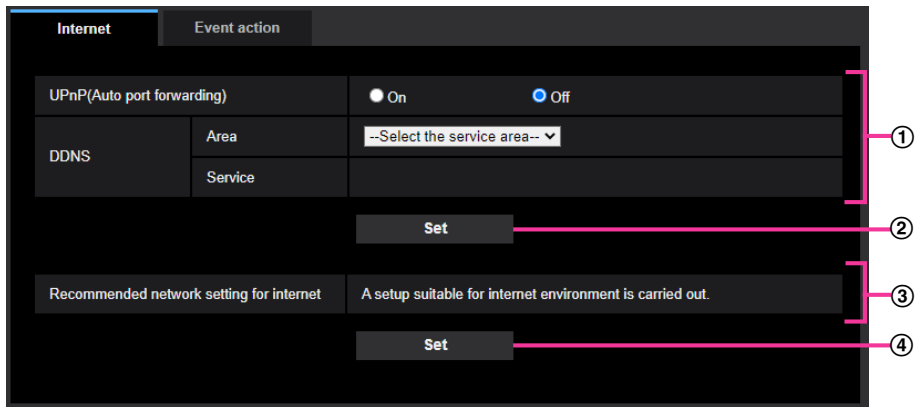 Internet Event action
UPnP(Auto port forwarding) On Off
DDNS Area --Select the service area--
Service
①
Set ②
Recommended network setting for internet A setup suitable for internet environment is carried out. ③
Set ④